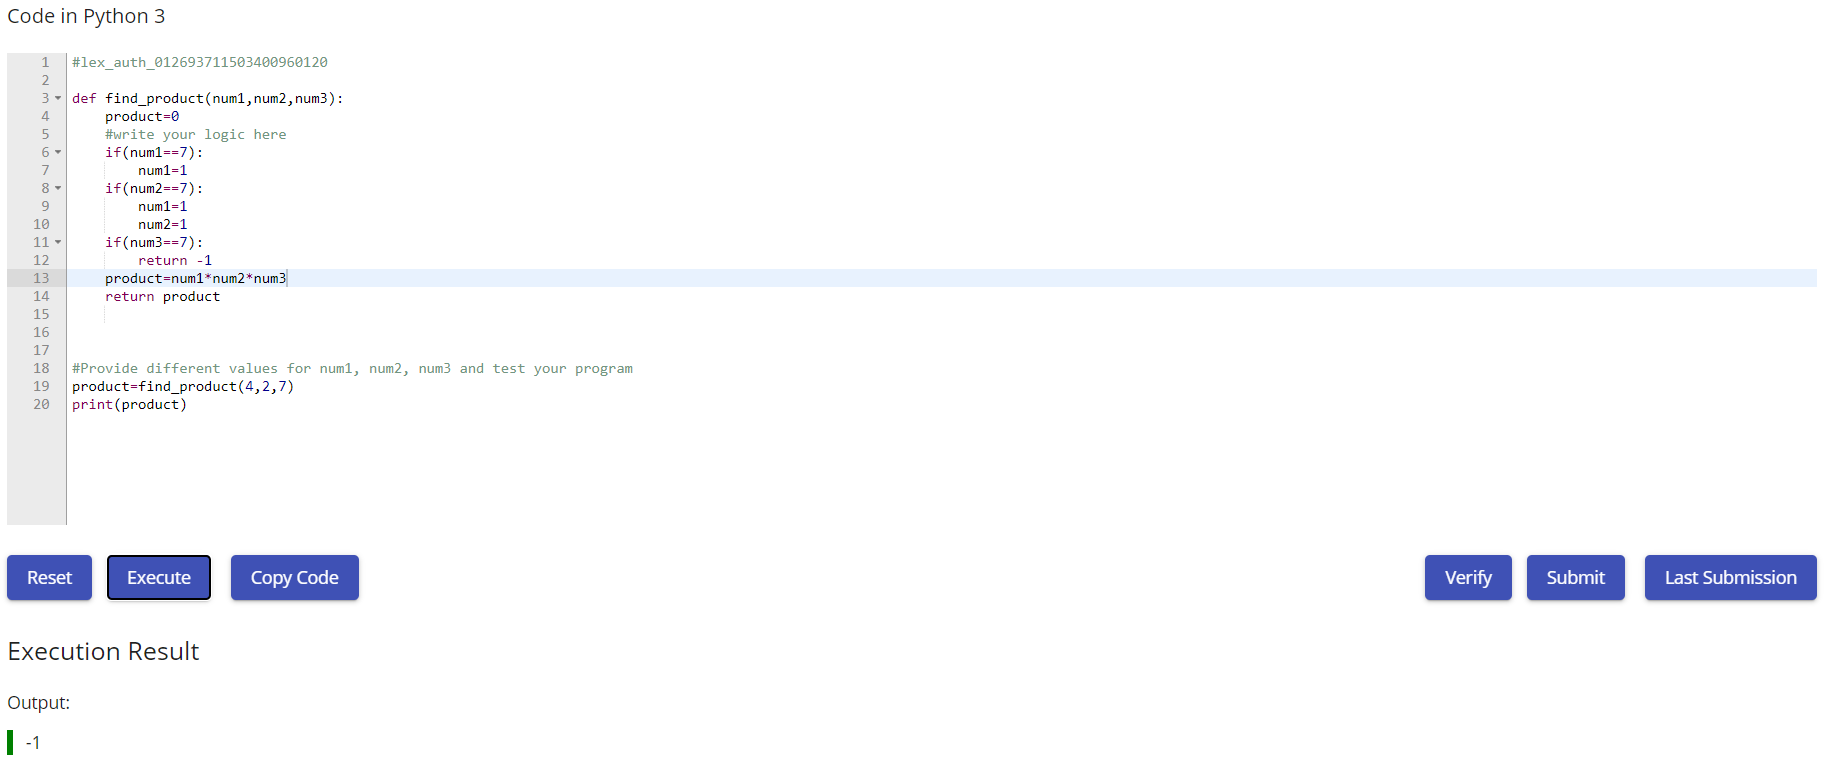 Code in Python 3
1 #lex_auth_012693711503400960120
2
3 def find_product(num1,num2,num3):
4     product=0
5     #write your logic here
6     if(num1==7):
7         num1=1
8     if(num2==7):
9         num1=1
10         num2=1
11     if(num3==7):
12         return -1
13     product=num1*num2*num3
14     return product
15
16
17
18 #Provide different values for num1, num2, num3 and test your program
19 product=find_product(4,2,7)
20 print(product)
Reset Execute Copy Code Verify Submit Last Submission
Execution Result
Output:
-1